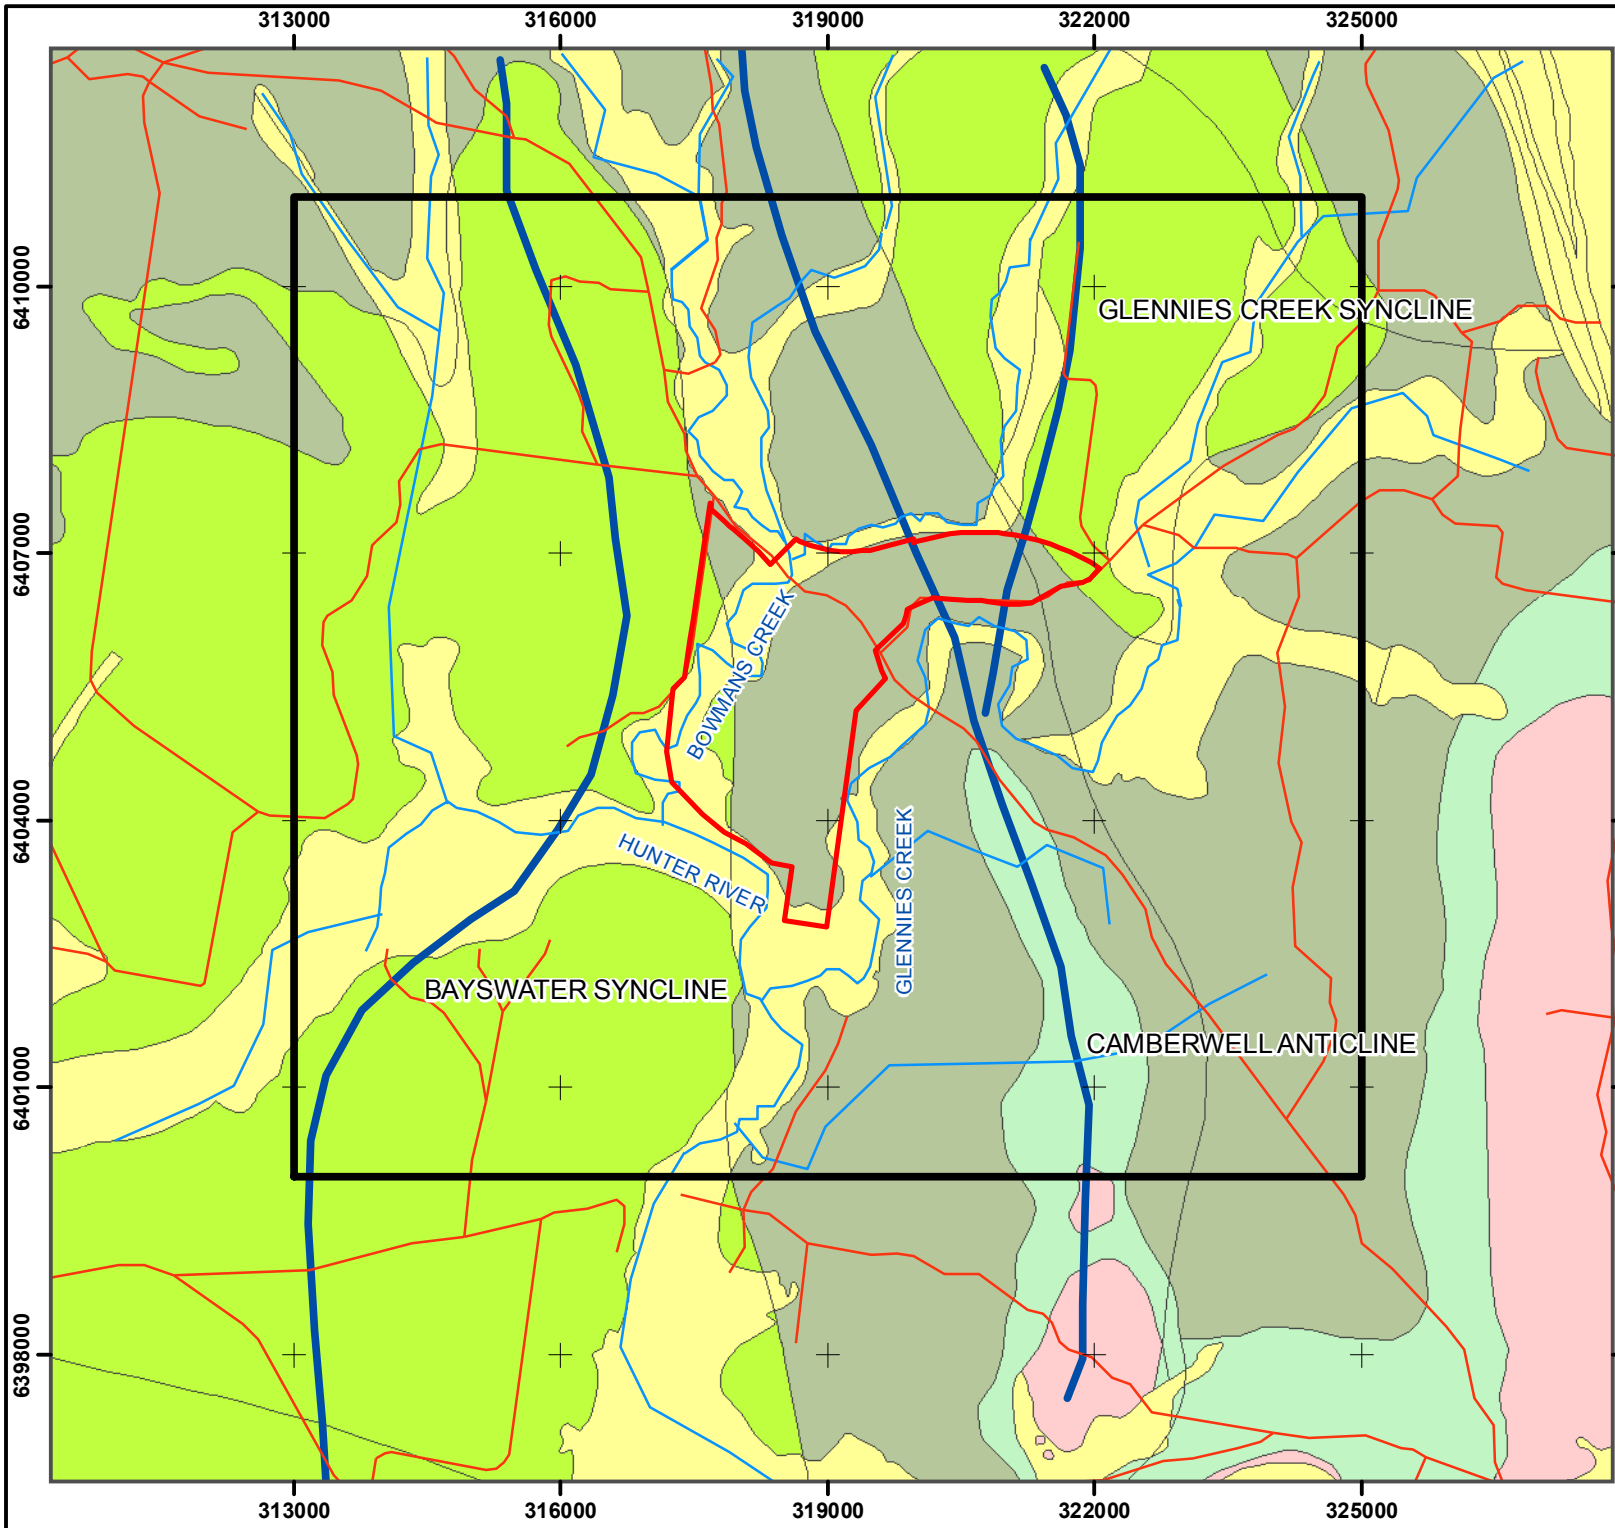 313000 316000 319000 322000 325000
6410000
GLENNIES CREEK SYNCLINE
6407000
BOWMANS CREEK
6404000
HUNTER RIVER
GLENNIES CREEK
BAYSWATER SYNCLINE
CAMBERWELL ANTICLINE
6401000
6398000
313000 316000 319000 322000 325000